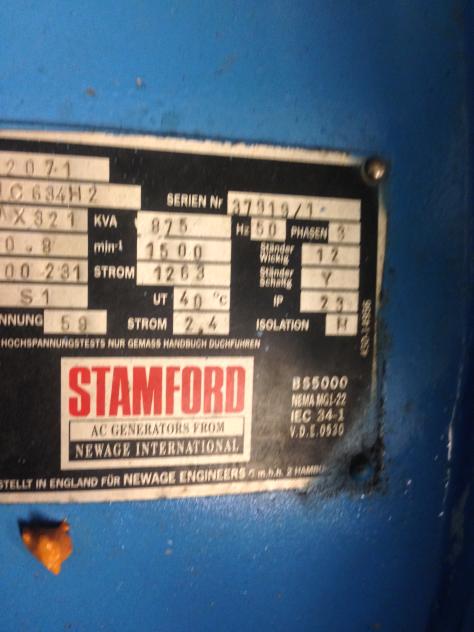 2071
C634H2 SERIEN Nr 37919/1
AX321 KVA 875 Hz 50 PHASEN 3
0.8 min-1 1500 Ständer Wicklg 12
00 231 STROM 1263 Ständer Schaltg Y
S1 UT 40 °C IP 23
NNUNG 59 STROM 2,4 ISOLATION H
HOCHSPANNUNGSTESTS NUR GEMASS HANDBUCH DUCHFUHREN
STAMFORD
AC GENERATORS FROM
NEWAGE INTERNATIONAL
BS5000
NEMA MG1-22
IEC 34-1
V.D.E.0530
STELLT IN ENGLAND FÜR NEWAGE ENGINEERS G.m.b.h. 2 HAMBU